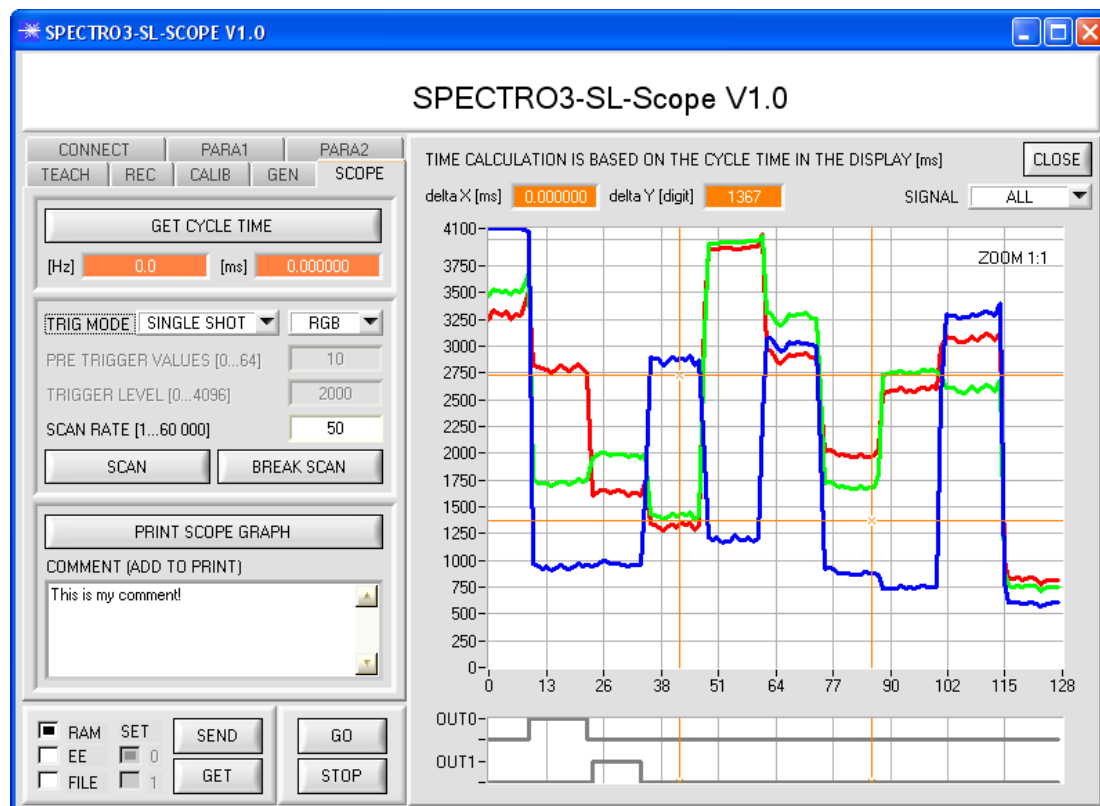 SPECTRO3-SL-SCOPE V1.0
SPECTRO3-SL-Scope V1.0
CONNECT PARA1 PARA2
TEACH REC CALIB GEN SCOPE
GET CYCLE TIME
[Hz] 0.0 [ms] 0.000000
TRIG MODE SINGLE SHOT RGB
PRE TRIGGER VALUES [0...64] 10
TRIGGER LEVEL [0...4096] 2000
SCAN RATE [1...60 000] 50
SCAN BREAK SCAN
PRINT SCOPE GRAPH
COMMENT (ADD TO PRINT)
This is my comment!
RAM SET SEND GO
EE 0
FILE 1 GET STOP
TIME CALCULATION IS BASED ON THE CYCLE TIME IN THE DISPLAY [ms] CLOSE
delta X [ms] 0.000000 delta Y [digit] 1367 SIGNAL ALL
ZOOM 1:1
4100
3750
3500
3250
3000
2750
2500
2250
2000
1750
1500
1250
1000
750
500
250
0
0 13 26 38 51 64 77 90 102 115 128
OUT0
OUT1